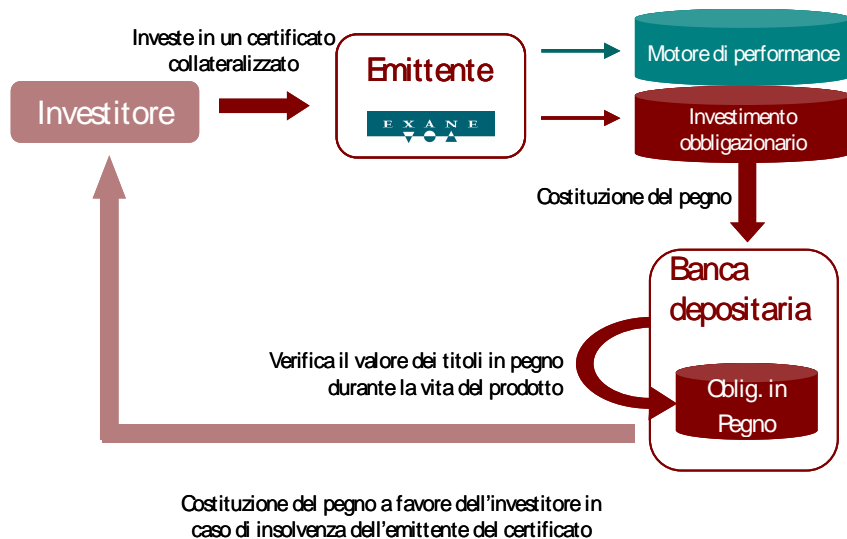 Investe in un certificato
collateralizzato
Investitore
Emittente
EXANE
Motore di performance
Investimento
obbligazionario
Costituzione del pegno
Banca
depositaria
Verifica il valore dei titoli in pegno
durante la vita del prodotto
Oblig. in
Pegno
Costituzione del pegno a favore dell'investitore in
caso di insolvenza dell'emittente del certificato